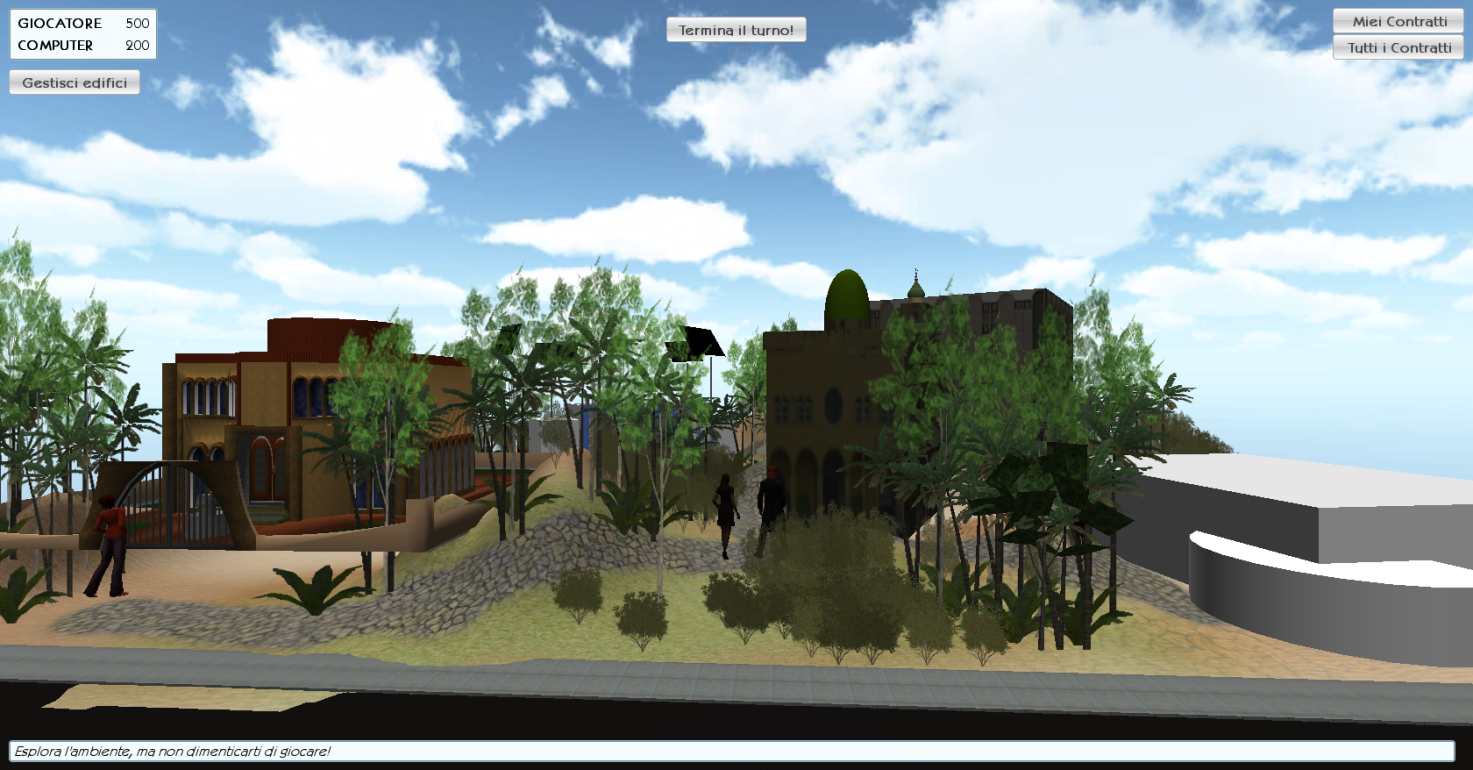 GIOCATORE 500
COMPUTER 200
Gestisci edifici
Termina il turno!
Miei Contratti
Tutti i Contratti
Esplora l'ambiente, ma non dimenticarti di giocare!